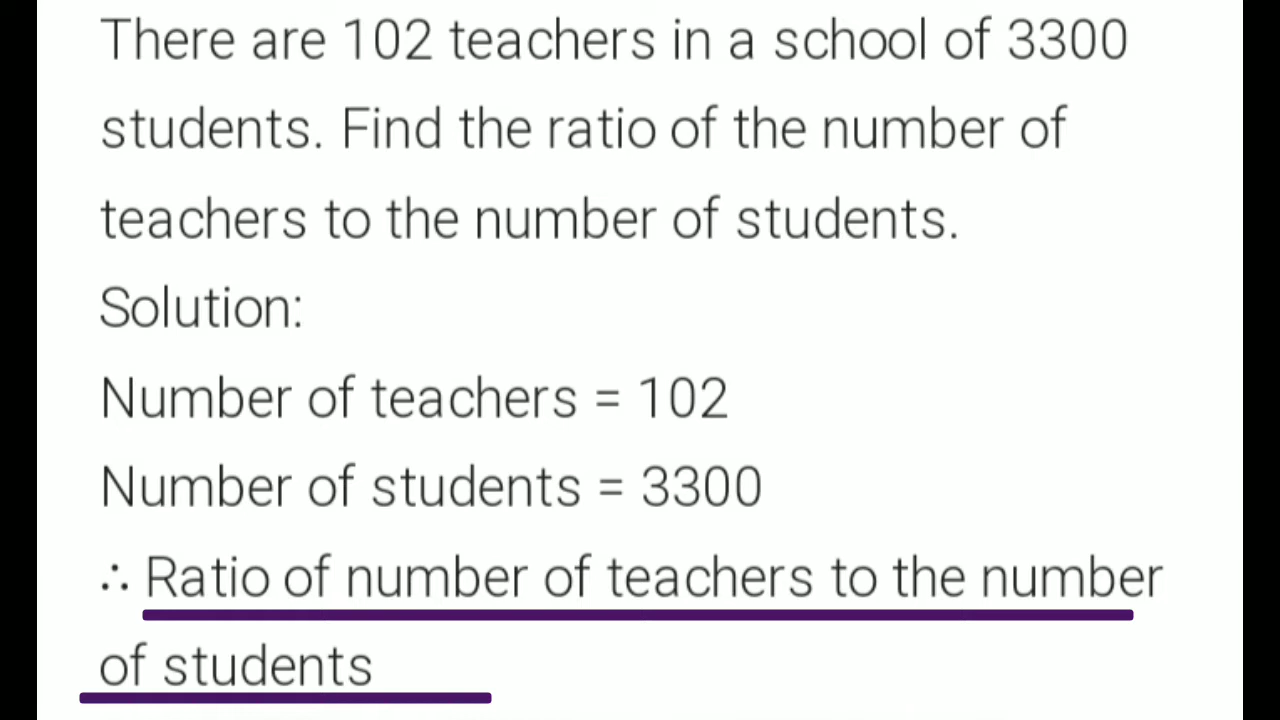 There are 102 teachers in a school of 3300
students. Find the ratio of the number of
teachers to the number of students.
Solution:
Number of teachers = 102
Number of students = 3300
∴ Ratio of number of teachers to the number
of students